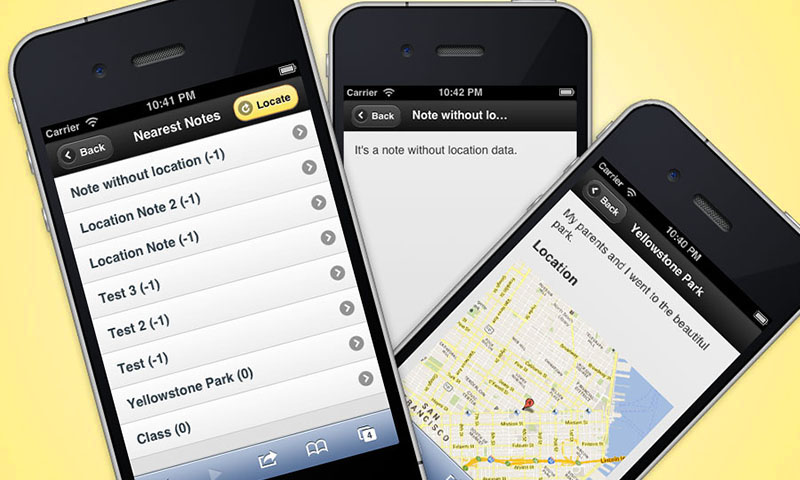 Carrier
10:41 PM
Back
Nearest Notes
Locate
Note without location (-1)
Location Note 2 (-1)
Location Note (-1)
Test 3 (-1)
Test 2 (-1)
Test (-1)
Yellowstone Park (0)
Class (0)
4
Carrier
10:42 PM
Back
Note without lo...
It's a note without location data.
Carrier
10:40 PM
Back
Yellowstone Park
My parents and I went to the beautiful
park.
Location
SAN
FRANCISCO